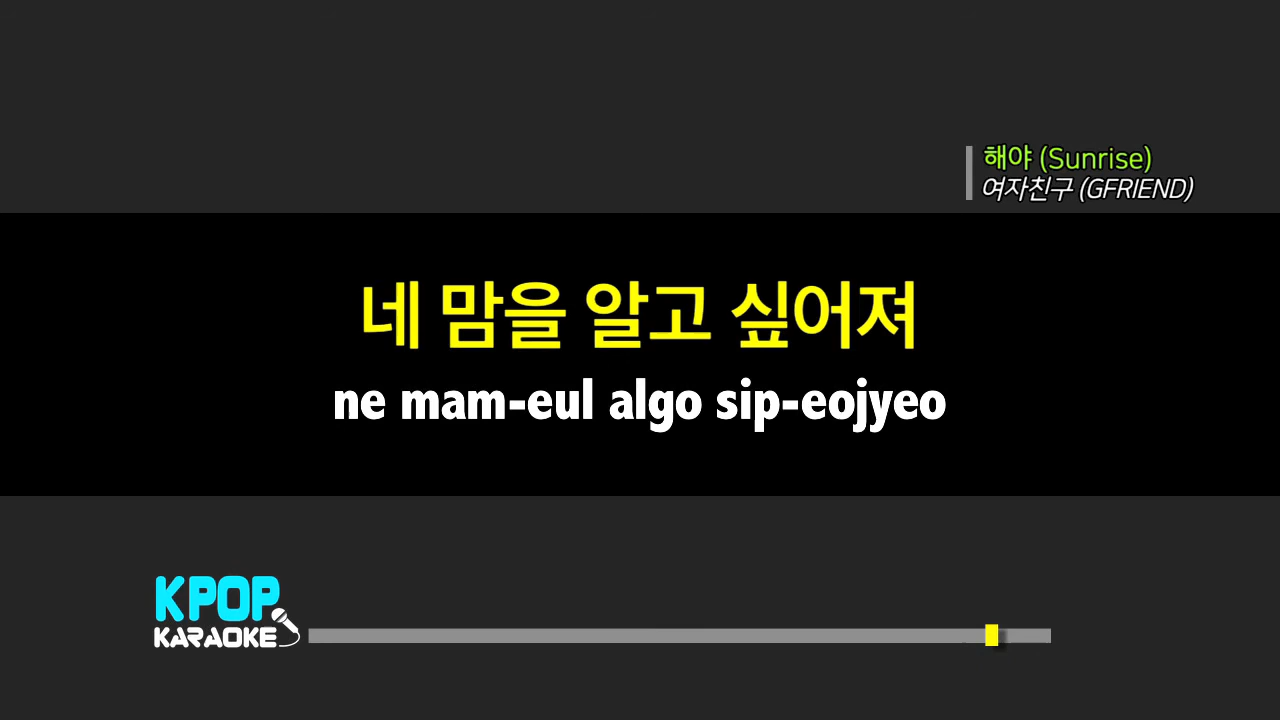 해야 (Sunrise)
여자친구 (GFRIEND)
네 맘을 알고 싶어져
ne mam-eul algo sip-eojyeo
KPOP
KARAOKE